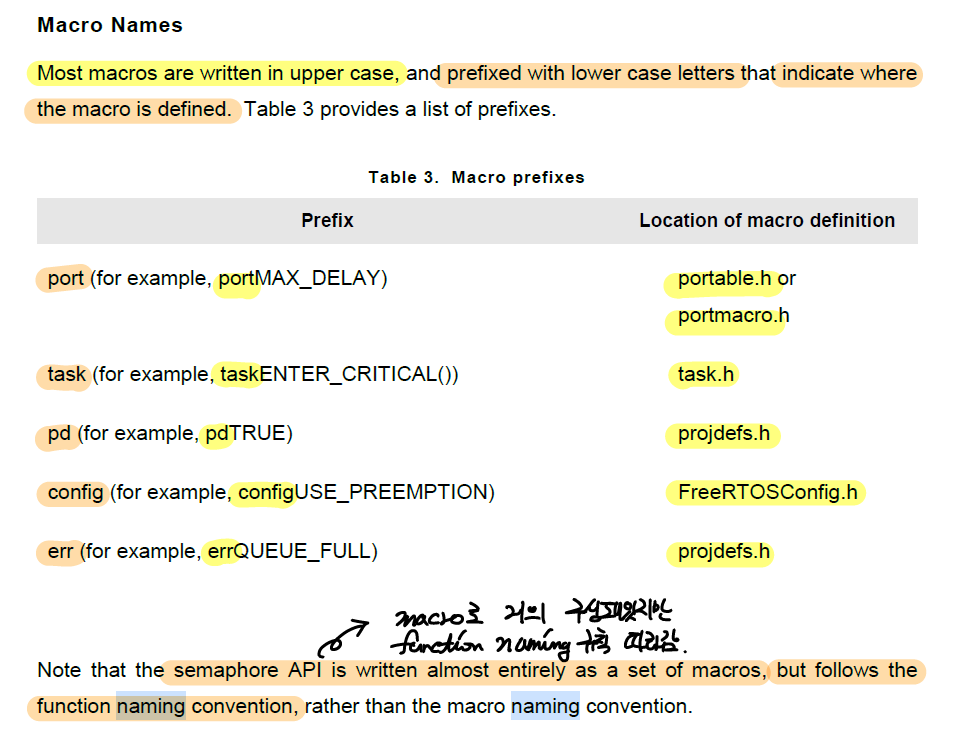 Macro Names
Most macros are written in upper case, and prefixed with lower case letters that indicate where
the macro is defined. Table 3 provides a list of prefixes.
Table 3. Macro prefixes
Prefix Location of macro definition
port (for example, portMAX_DELAY) portable.h or
portmacro.h
task (for example, taskENTER_CRITICAL()) task.h
pd (for example, pdTRUE) projdefs.h
config (for example, configUSE_PREEMPTION) FreeRTOSConfig.h
err (for example, errQUEUE_FULL) projdefs.h
macro로 거의 구성돼있지만
function naming 규칙 따라감.
Note that the semaphore API is written almost entirely as a set of macros, but follows the
function naming convention, rather than the macro naming convention.